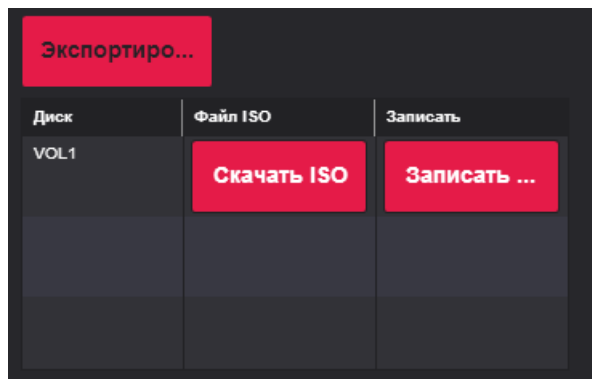 Экспортиро...
Диск Файл ISO Записать
VOL1 Скачать ISO Записать ...